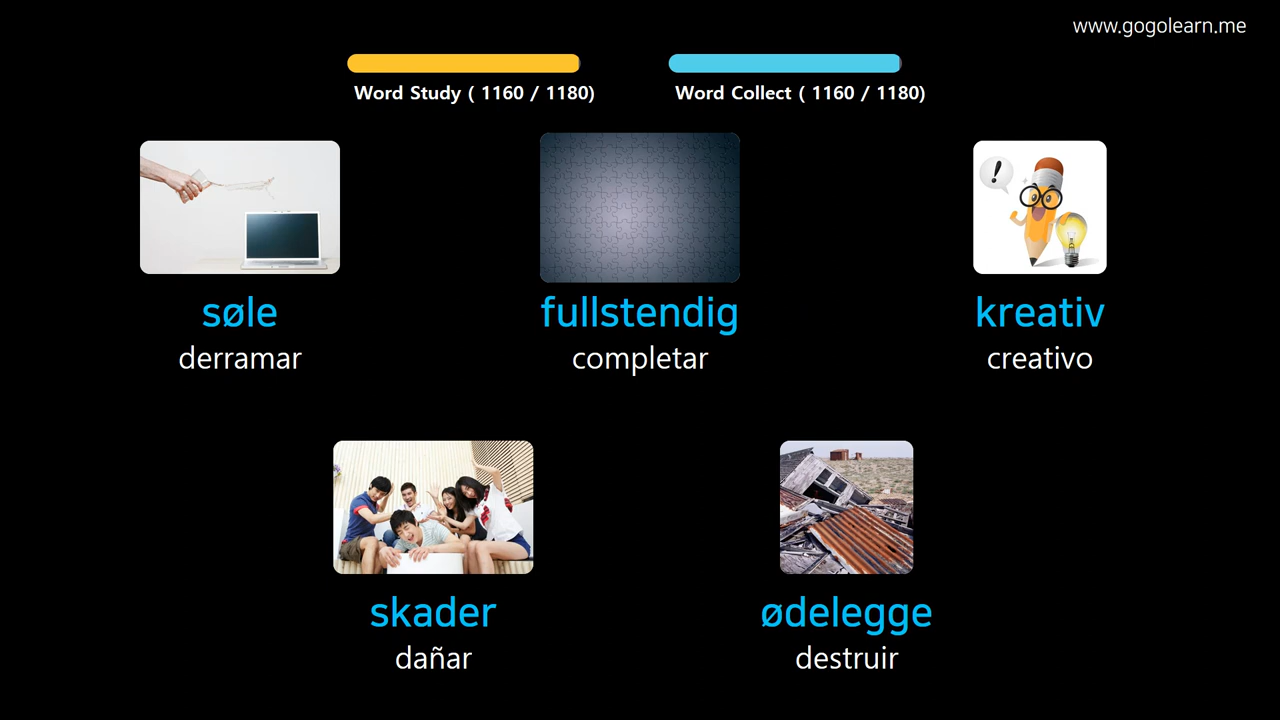 www.gogolearn.me
Word Study ( 1160 / 1180)
Word Collect ( 1160 / 1180)
!
søle
derramar
fullstendig
completar
kreativ
creativo
skader
dañar
ødelegge
destruir